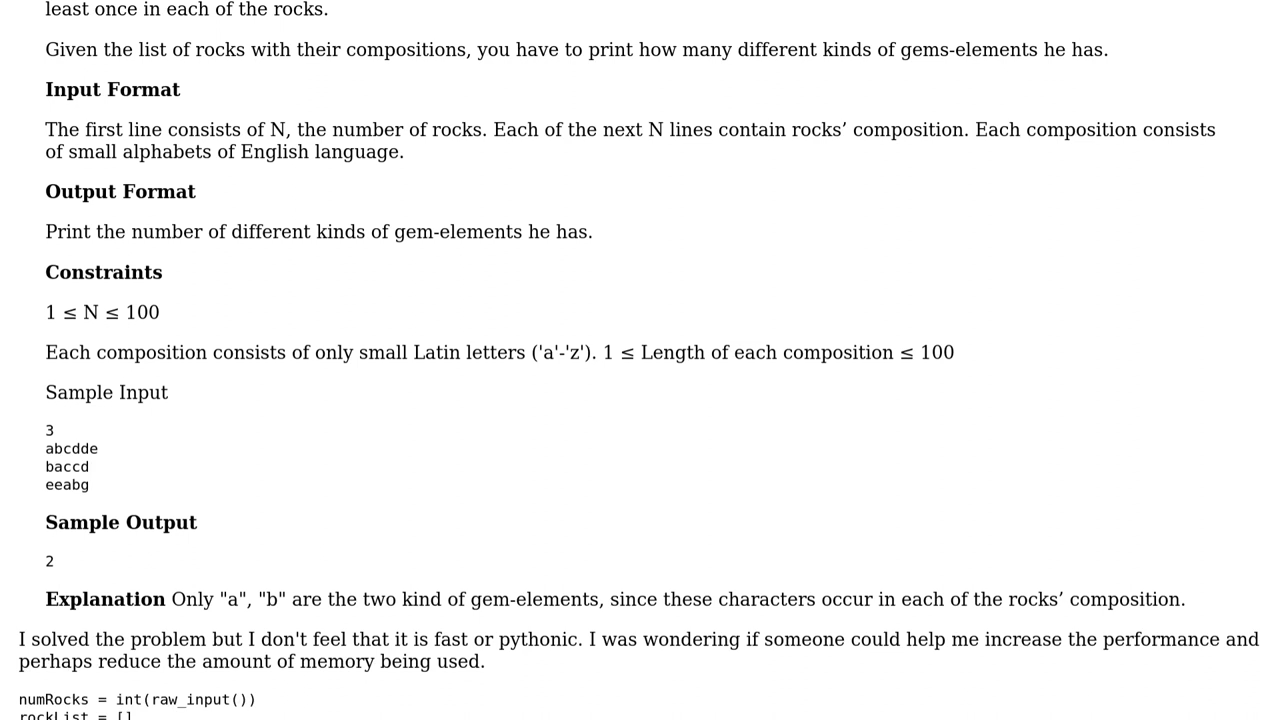 least once in each of the rocks.
Given the list of rocks with their compositions, you have to print how many different kinds of gems-elements he has.
Input Format
The first line consists of N, the number of rocks. Each of the next N lines contain rocks’ composition. Each composition consists
of small alphabets of English language.
Output Format
Print the number of different kinds of gem-elements he has.
Constraints
1 ≤ N ≤ 100
Each composition consists of only small Latin letters ('a'-'z'). 1 ≤ Length of each composition ≤ 100
Sample Input
3
abcdde
baccd
eeabg
Sample Output
2
Explanation Only "a", "b" are the two kind of gem-elements, since these characters occur in each of the rocks’ composition.
I solved the problem but I don't feel that it is fast or pythonic. I was wondering if someone could help me increase the performance and
perhaps reduce the amount of memory being used.
numRocks = int(raw_input())
rockList = []